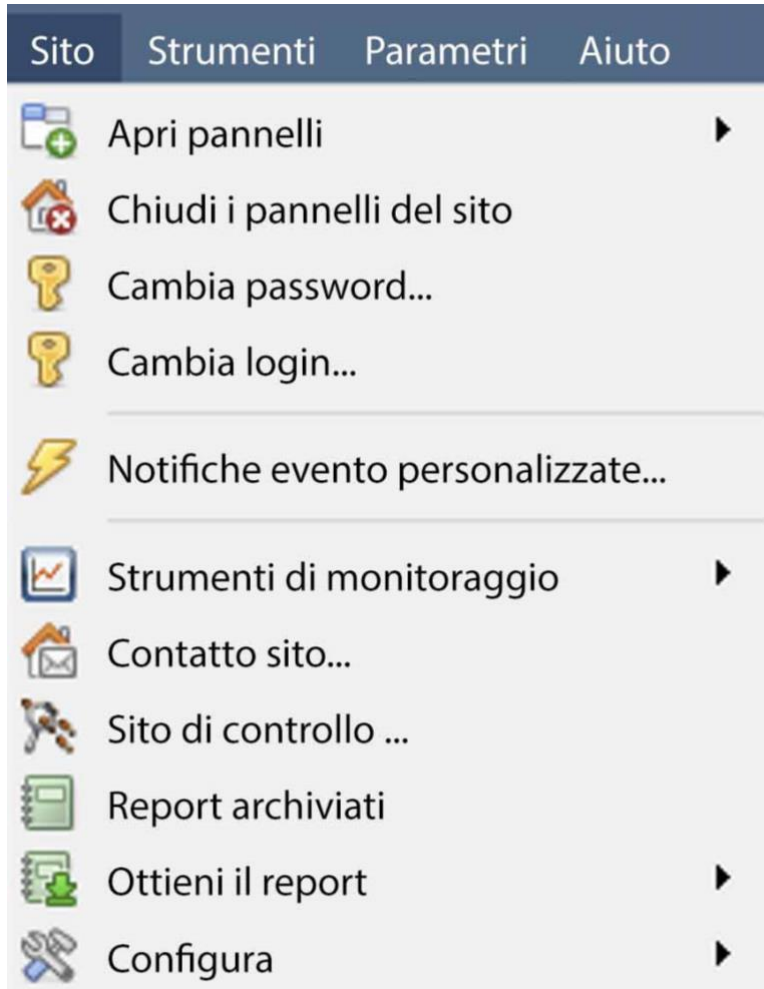 Sito Strumenti Parametri Aiuto
Apri pannelli
Chiudi i pannelli del sito
Cambia password...
Cambia login...
Notifiche evento personalizzate...
Strumenti di monitoraggio
Contatto sito...
Sito di controllo ...
Report archiviati
Ottieni il report
Configura